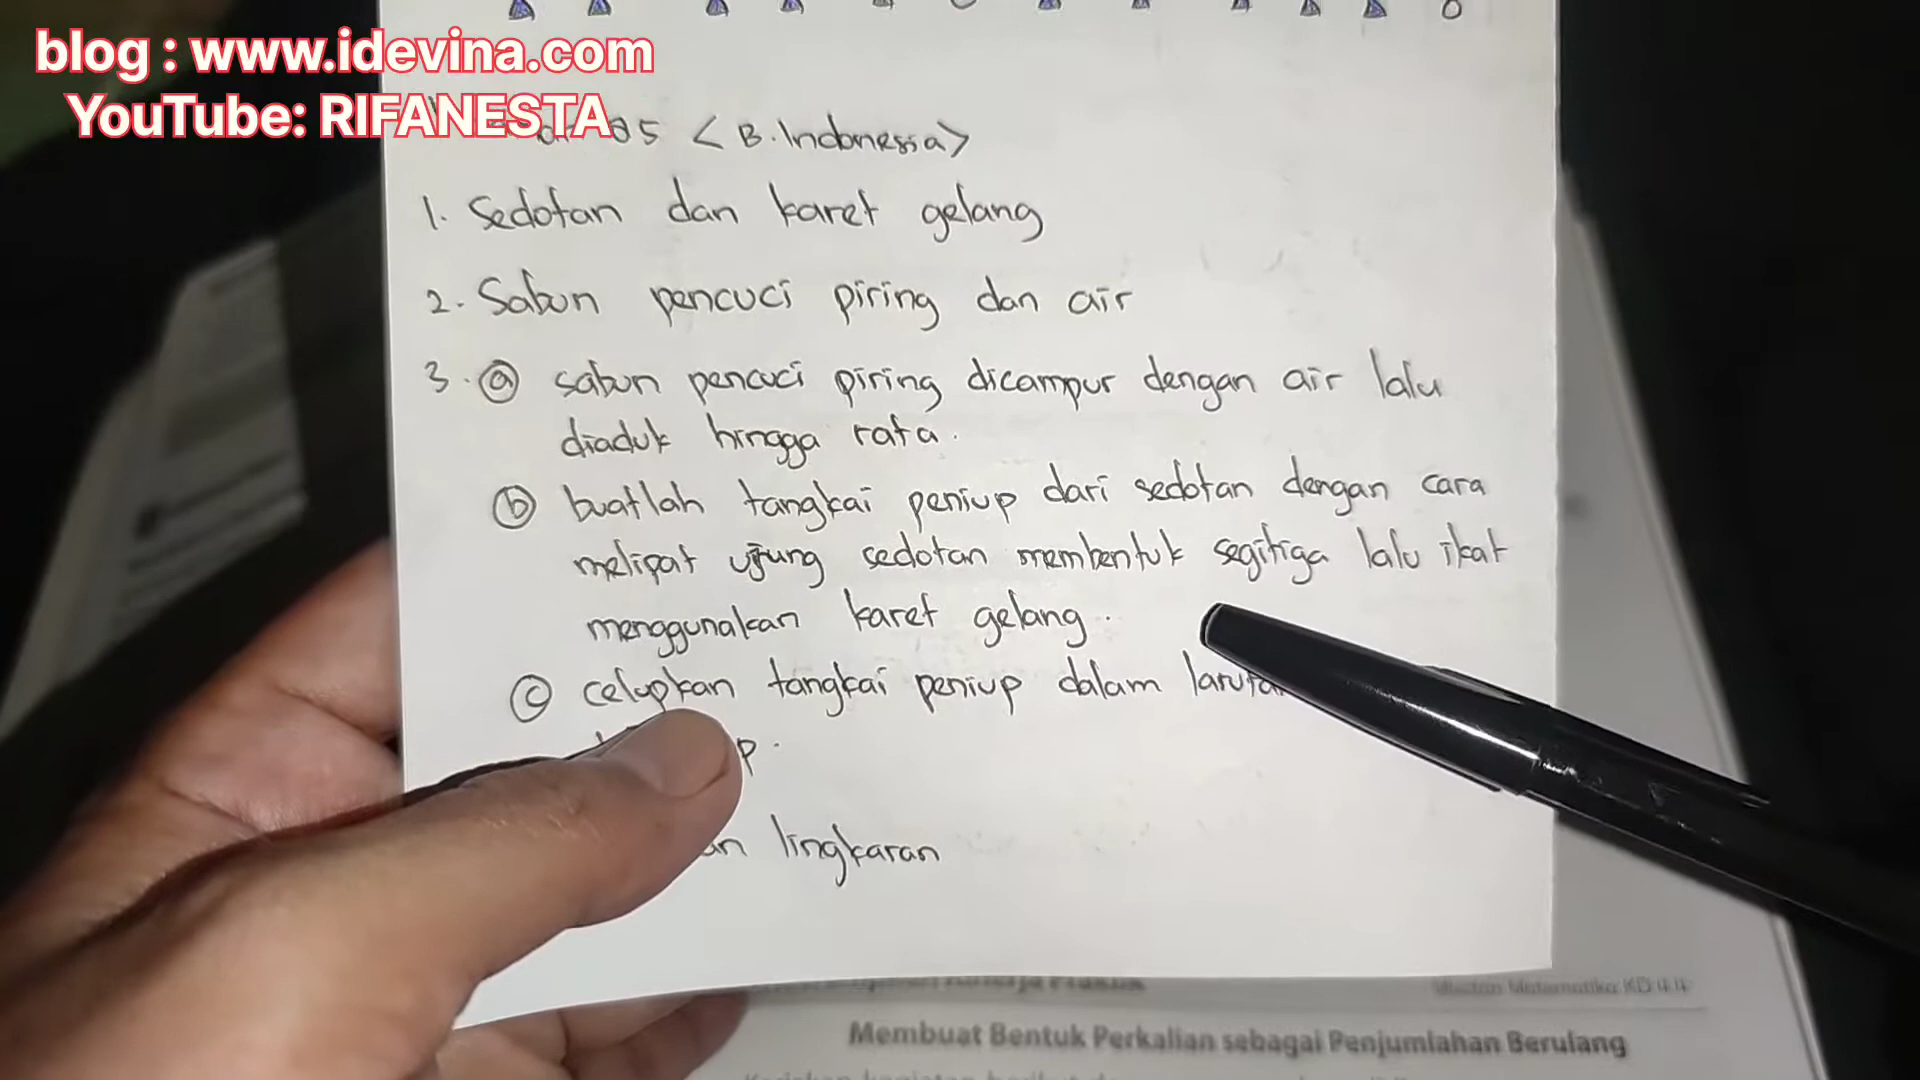 blog : www.idevina.com
YouTube: RIFANESTA
85 <B. Indonesia>
1. Sedotan dan karet gelang
2. Sabun pencuci piring dan air
3. a sabun pencuci piring dicampur dengan air lalu
diaduk hingga rata.
b buatlah tangkai peniup dari sedotan dengan cara
melipat ujung sedotan membentuk segitiga lalu ikat
menggunakan karet gelang.
c celupkan tangkai peniup dalam
lingkaran
Membuat Bentuk Perkalian sebagai Penjumlahan Berulang